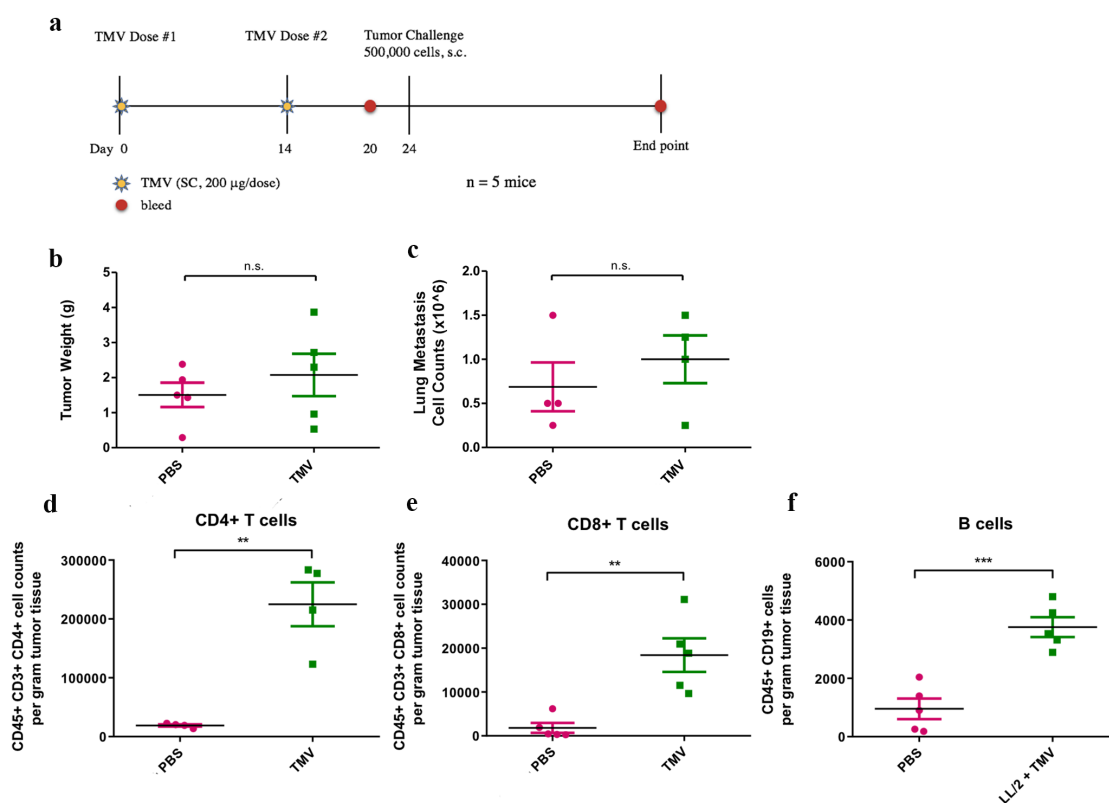 a
TMV Dose #1
TMV Dose #2
Tumor Challenge
500,000 cells, s.c.
Day 0
14
20
24
End point
TMV (SC, 200 μg/dose)
n = 5 mice
bleed
b
n.s.
Tumor Weight (g)
5
4
3
2
1
0
PBS
TMV
c
n.s.
Lung Metastasis
Cell Counts (x10^6)
2.0
1.5
1.0
0.5
0.0
PBS
TMV
d
CD4+ T cells
**
CD45+ CD3+ CD4+ cell counts
per gram tumor tissue
300000
200000
100000
0
PBS
TMV
e
CD8+ T cells
**
CD45+ CD3+ CD8+ cell counts
per gram tumor tissue
40000
30000
20000
10000
0
PBS
TMV
f
B cells
***
CD45+ CD19+ cells
per gram tumor tissue
6000
4000
2000
0
PBS
LL/2 + TMV